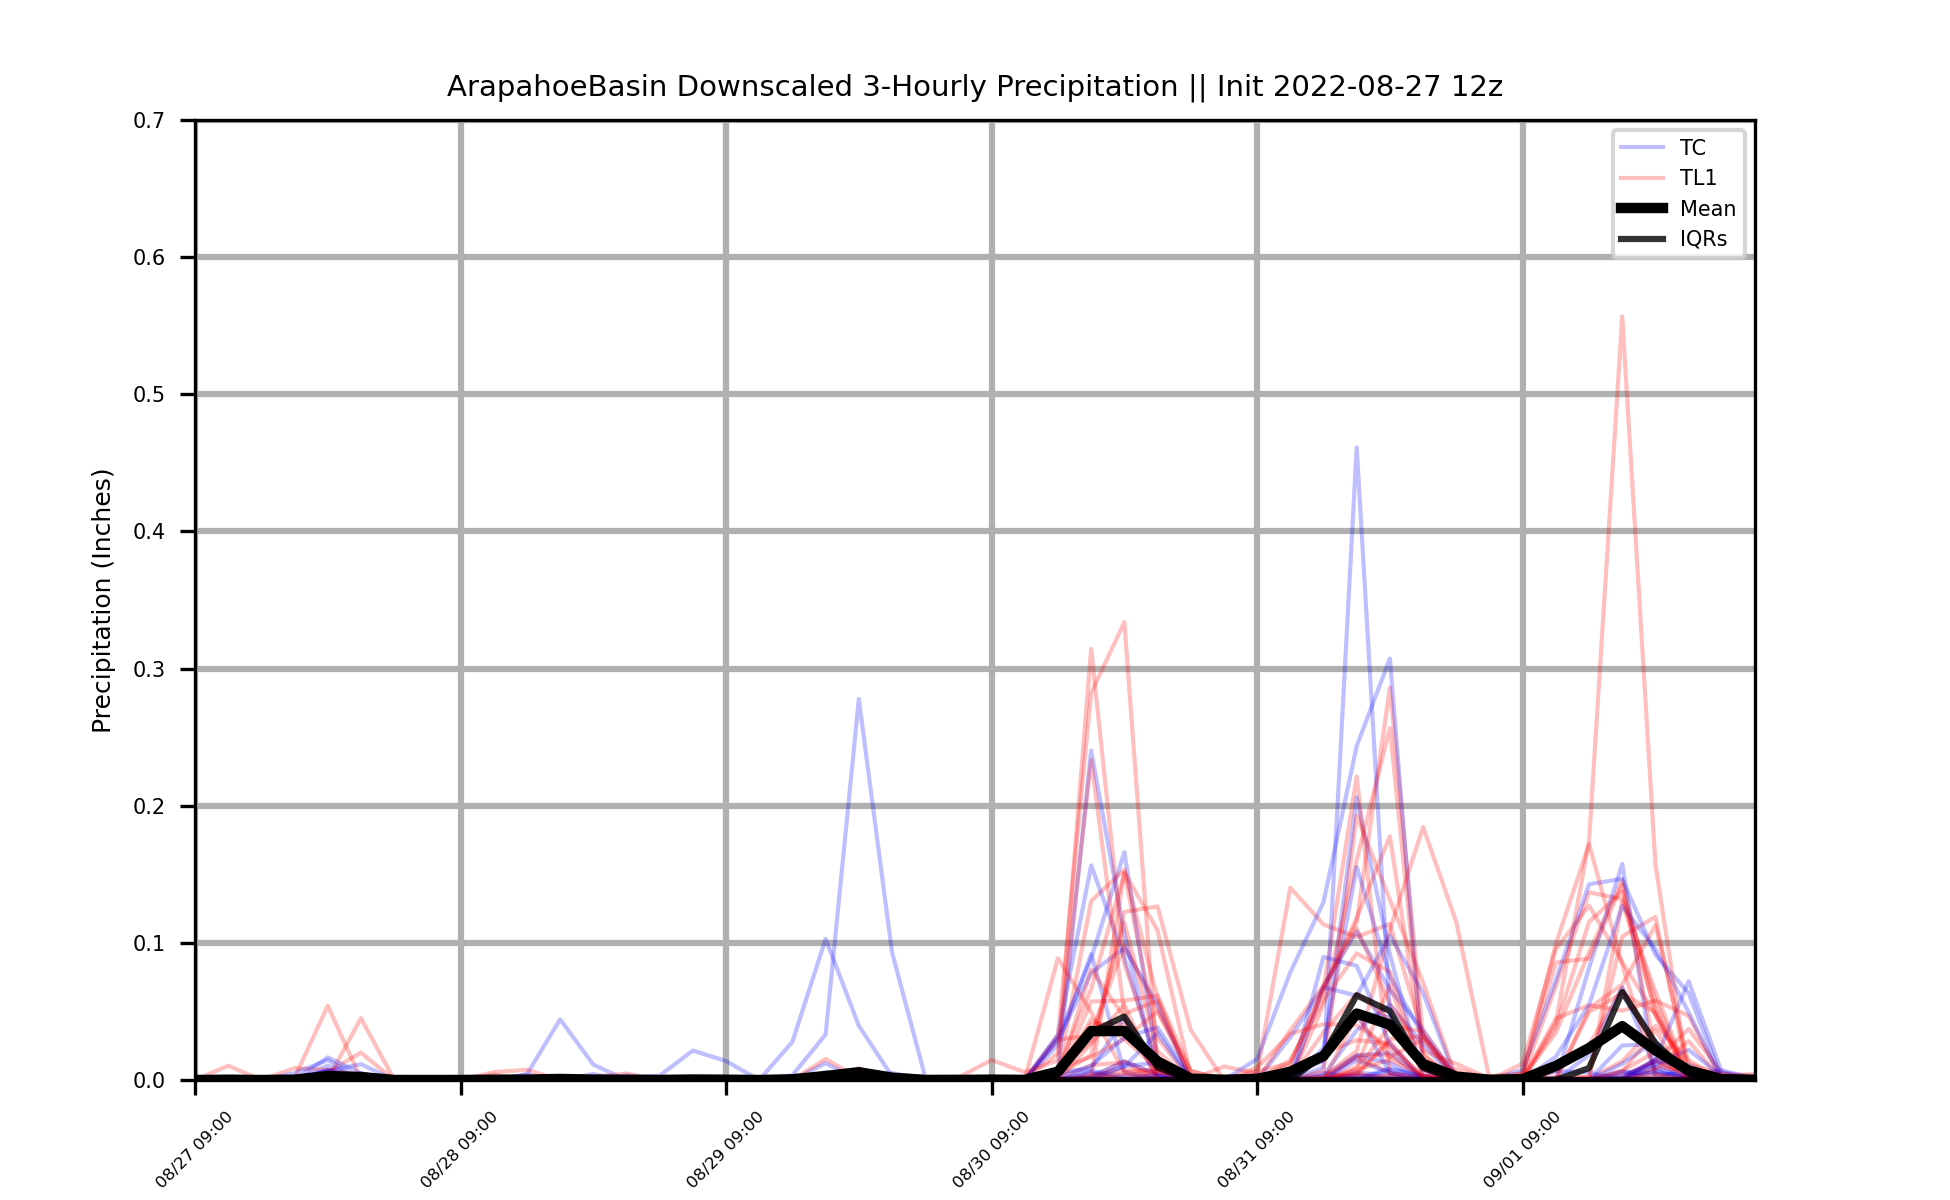 ArapahoeBasin Downscaled 3-Hourly Precipitation || Init 2022-08-27 12z
Precipitation (Inches)
0.7
0.6
0.5
0.4
0.3
0.2
0.1
0.0
TC
TL1
Mean
IQRs
08/27 09:00
08/28 09:00
08/29 09:00
08/30 09:00
08/31 09:00
09/01 09:00